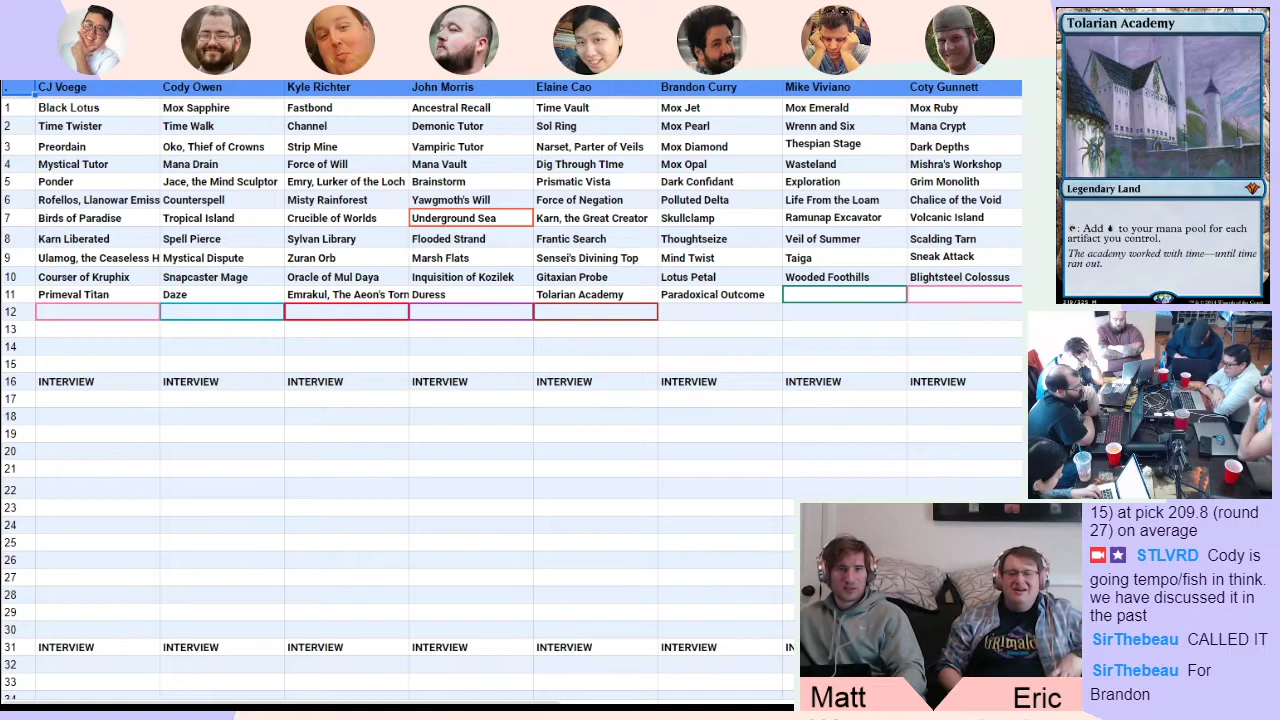 . CJ Voege Cody Owen Kyle Richter John Morris Elaine Cao Brandon Curry Mike Viviano Coty Gunnett
1 Black Lotus Mox Sapphire Fastbond Ancestral Recall Time Vault Mox Jet Mox Emerald Mox Ruby
2 Time Twister Time Walk Channel Demonic Tutor Sol Ring Mox Pearl Wrenn and Six Mana Crypt
3 Preordain Oko, Thief of Crowns Strip Mine Vampiric Tutor Narset, Parter of Veils Mox Diamond Thespian Stage Dark Depths
4 Mystical Tutor Mana Drain Force of Will Mana Vault Dig Through TIme Mox Opal Wasteland Mishra's Workshop
5 Ponder Jace, the Mind Sculptor Emry, Lurker of the Loch Brainstorm Prismatic Vista Dark Confidant Exploration Grim Monolith
6 Rofellos, Llanowar Emiss Counterspell Misty Rainforest Yawgmoth's Will Force of Negation Polluted Delta Life From the Loam Chalice of the Void
7 Birds of Paradise Tropical Island Crucible of Worlds Underground Sea Karn, the Great Creator Skullclamp Ramunap Excavator Volcanic Island
8 Karn Liberated Spell Pierce Sylvan Library Flooded Strand Frantic Search Thoughtseize Veil of Summer Scalding Tarn
9 Ulamog, the Ceaseless H Mystical Dispute Zuran Orb Marsh Flats Sensei's Divining Top Mind Twist Taiga Sneak Attack
10 Courser of Kruphix Snapcaster Mage Oracle of Mul Daya Inquisition of Kozilek Gitaxian Probe Lotus Petal Wooded Foothills Blightsteel Colossus
11 Primeval Titan Daze Emrakul, The Aeon's Torn Duress Tolarian Academy Paradoxical Outcome
12
13
14
15
16 INTERVIEW INTERVIEW INTERVIEW INTERVIEW INTERVIEW INTERVIEW INTERVIEW INTERVIEW
17
18
19
20
21
22
23
24
25
26
27
28
29
30
31 INTERVIEW INTERVIEW INTERVIEW INTERVIEW INTERVIEW INTERVIEW IN
32
33
34
Tolarian Academy
Legendary Land
: Add to your mana pool for each
artifact you control.
The academy worked with time—until time
ran out.
Matt Eric
15) at pick 209.8 (round
27) on average
STLVRD Cody is
going tempo/fish in think.
we have discussed it in
the past
SirThebeau CALLED IT
SirThebeau For
Brandon